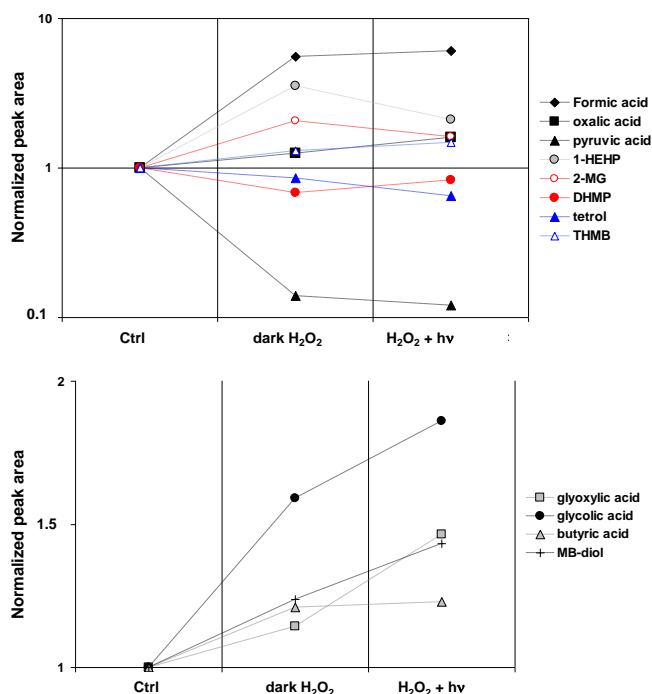 10
1
0.1
Normalized peak area
Ctrl
dark H₂O₂
H₂O₂ + hν
:
Formic acid
oxalic acid
pyruvic acid
1-HEHP
2-MG
DHMP
tetrol
THMB
2
1.5
1
Normalized peak area
Ctrl
dark H₂O₂
H₂O₂ + hν
glyoxylic acid
glycolic acid
butyric acid
MB-diol